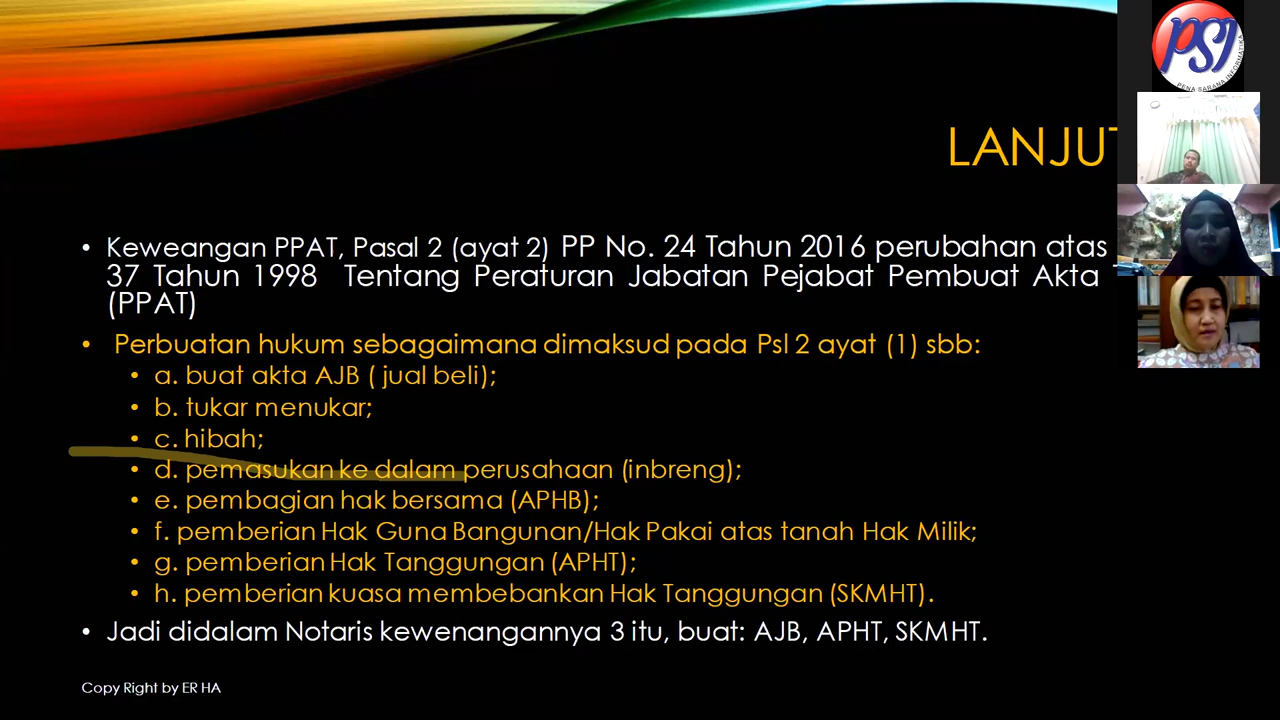 PSI
PENA SARANA INFORMATIKA
LANJUT
• Keweangan PPAT, Pasal 2 (ayat 2) PP No. 24 Tahun 2016 perubahan atas
37 Tahun 1998 Tentang Peraturan Jabatan Pejabat Pembuat Akta
(PPAT)
• Perbuatan hukum sebagaimana dimaksud pada Psl 2 ayat (1) sbb:
• a. buat akta AJB ( jual beli);
• b. tukar menukar;
• c. hibah;
• d. pemasukan ke dalam perusahaan (inbreng);
• e. pembagian hak bersama (APHB);
• f. pemberian Hak Guna Bangunan/Hak Pakai atas tanah Hak Milik;
• g. pemberian Hak Tanggungan (APHT);
• h. pemberian kuasa membebankan Hak Tanggungan (SKMHT).
• Jadi didalam Notaris kewenangannya 3 itu, buat: AJB, APHT, SKMHT.
Copy Right by ER HA